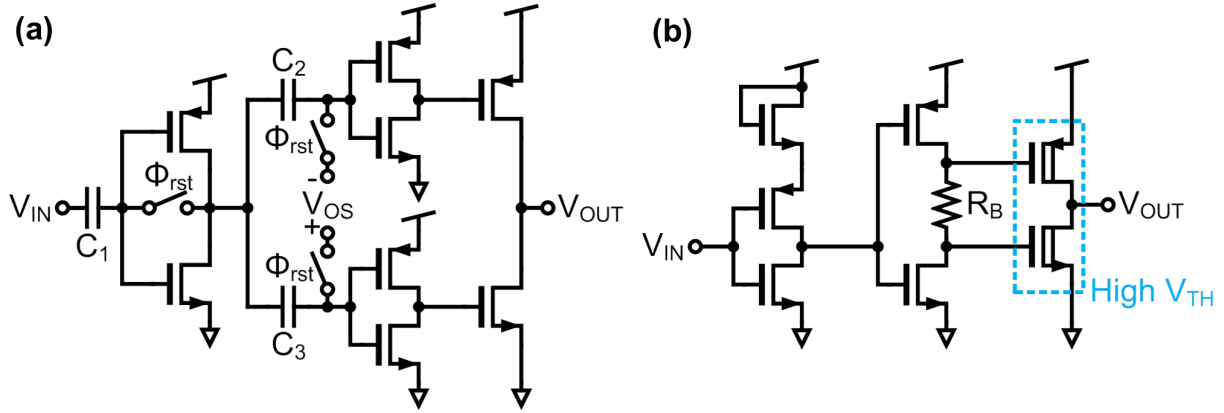 (a)
C₂
Φrst
-
VOS
+
Φrst
C₃
Φrst
VIN
C₁
VOUT
(b)
VIN
RB
VOUT
High VTH